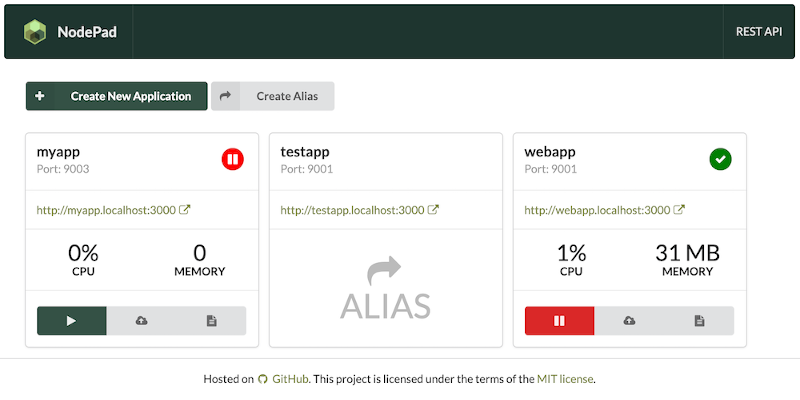 NodePad
REST API
Create New Application
Create Alias
myapp
Port: 9003
http://myapp.localhost:3000
0%
CPU
0
MEMORY
testapp
Port: 9001
http://testapp.localhost:3000
ALIAS
webapp
Port: 9001
http://webapp.localhost:3000
1%
CPU
31 MB
MEMORY
Hosted on GitHub. This project is licensed under the terms of the MIT license.